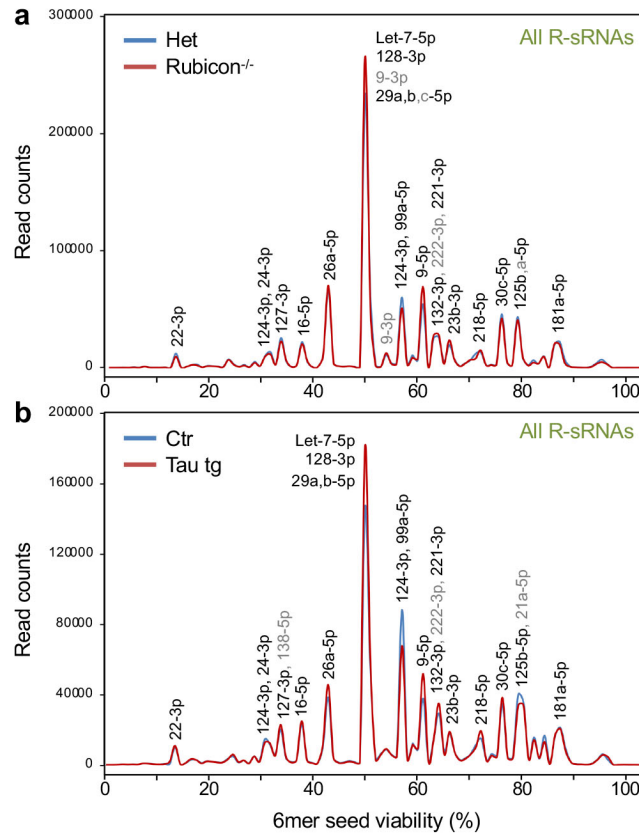 a
300000
Het
Rubicon-/-
All R-sRNAs
Let-7-5p
128-3p
9-3p
29a,b,c-5p
Read counts
200000
100000
0
22-3p
124-3p, 24-3p
127-3p
16-5p
26a-5p
9-3p
124-3p, 99a-5p
9-5p
132-3p, 222-3p, 221-3p
23b-3p
218-5p
30c-5p
125b,a-5p
181a-5p
0 20 40 60 80 100
b
200000
Ctr
Tau tg
All R-sRNAs
Let-7-5p
128-3p
29a,b-5p
Read counts
160000
120000
80000
40000
0
22-3p
124-3p, 24-3p
127-3p, 138-5p
16-5p
26a-5p
124-3p, 99a-5p
9-5p
132-3p, 222-3p, 221-3p
23b-3p
218-5p
30c-5p
125b-5p, 21a-5p
181a-5p
0 20 40 60 80 100
6mer seed viability (%)